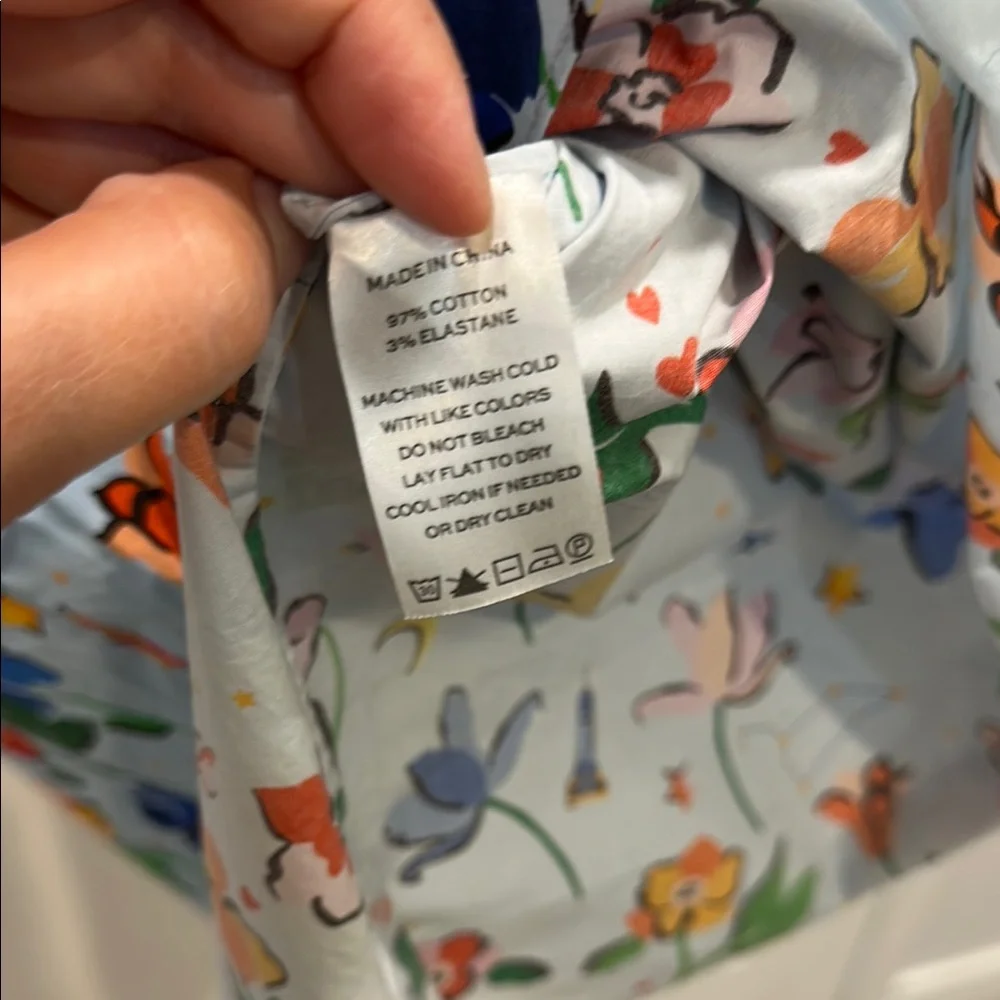 MADE IN CHINA
97% COTTON
3% ELASTANE
MACHINE WASH COLD
WITH LIKE COLORS
DO NOT BLEACH
LAY FLAT TO DRY
COOL IRON IF NEEDED
OR DRY CLEAN
30 P